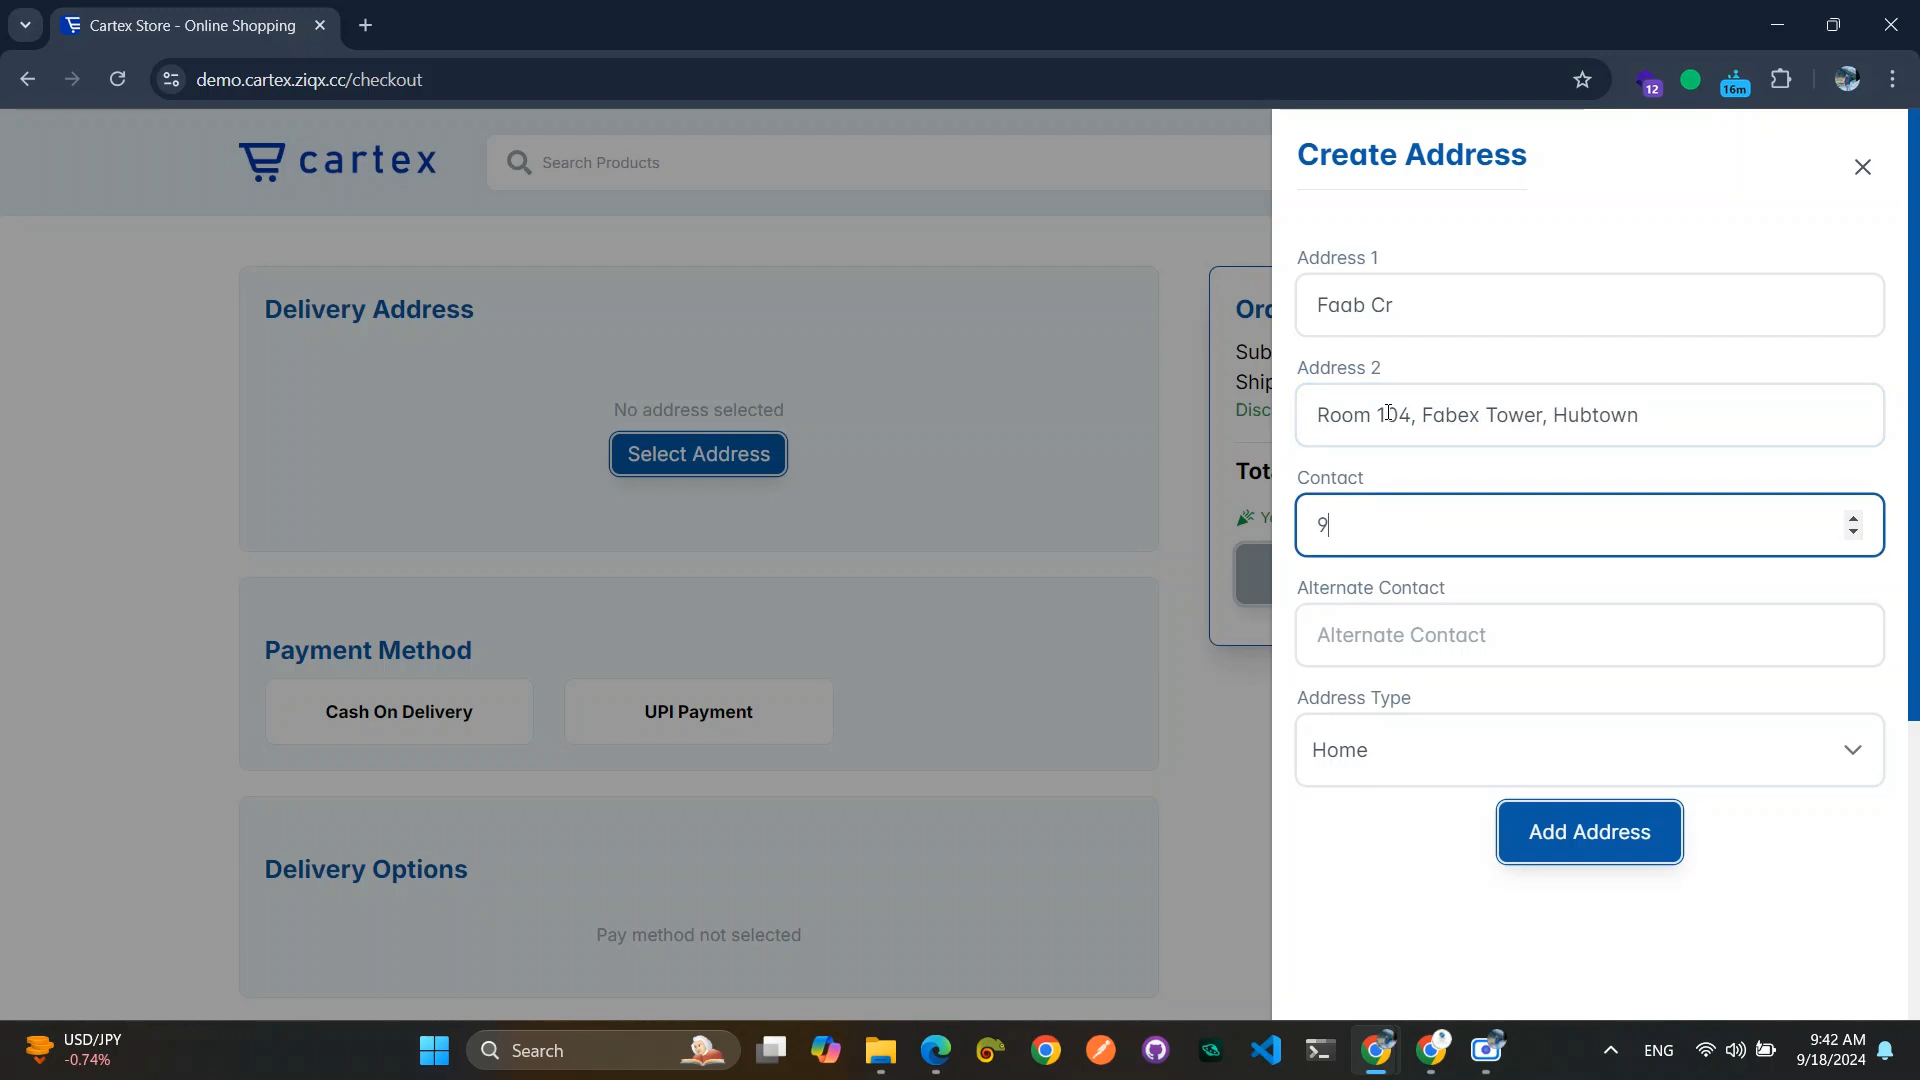 Cartex Store - Online Shopping
demo.cartex.ziqx.cc/checkout
12
16m
cartex
Search Products
Delivery Address
No address selected
Select Address
Payment Method
Cash On Delivery
UPI Payment
Delivery Options
Pay method not selected
Ord
Sub
Ship
Disc
Tot
Yo
Create Address
Address 1
Faab Cr
Address 2
Room 104, Fabex Tower, Hubtown
Contact
9
Alternate Contact
Alternate Contact
Address Type
Home
Add Address
USD/JPY
-0.74%
Search
ENG
9:42 AM
9/18/2024